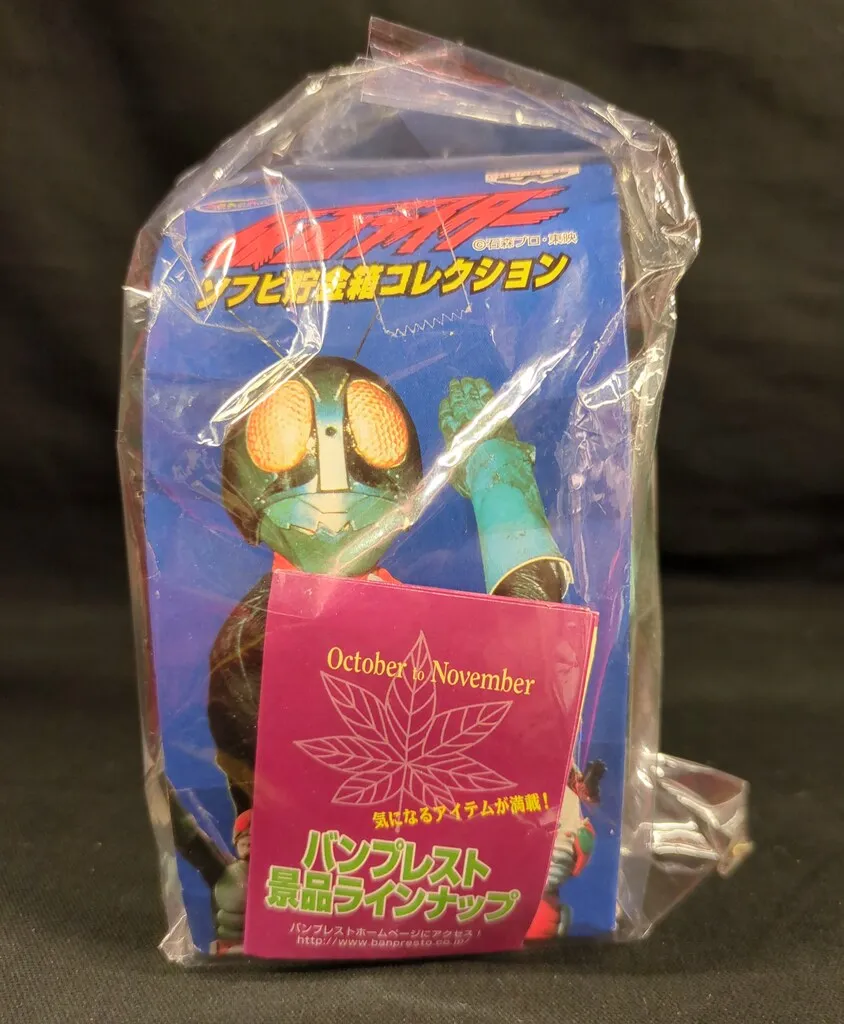 仮面ライダー
©石森プロ・東映
ソフビ貯金箱コレクション
October to November
気になるアイテムが満載！
バンプレスト
景品ラインナップ
バンプレストホームページにアクセス！
http://www.banpresto.co.jp/